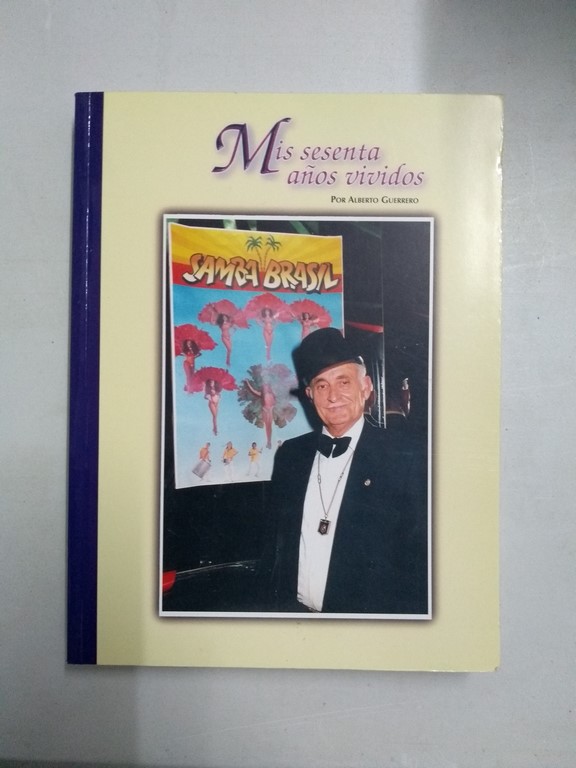 Mis sesenta
años vividos
POR ALBERTO GUERRERO
SAMBA BRASIL